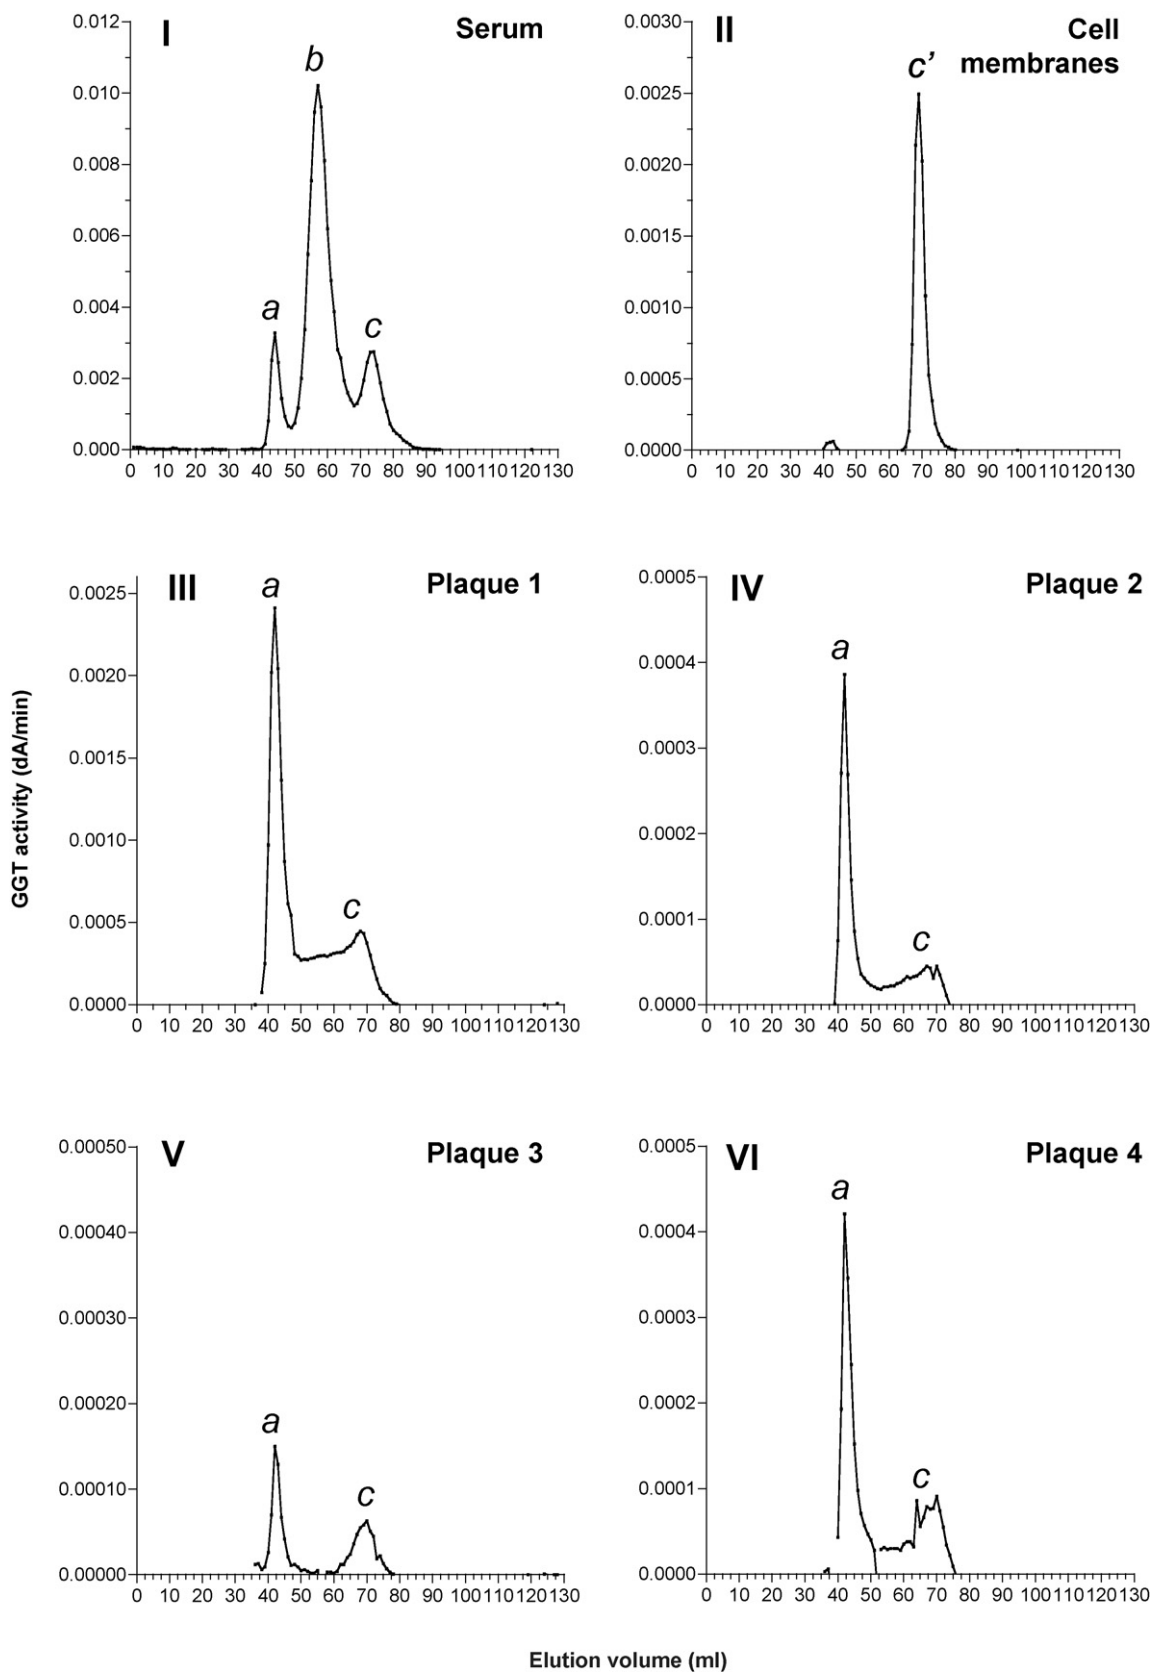 I
Serum
0.012
0.010
0.008
0.006
0.004
0.002
0.000
a
b
c
0 10 20 30 40 50 60 70 80 90 100 110 120 130
II
Cell
membranes
0.0030
0.0025
0.0020
0.0015
0.0010
0.0005
0.0000
c’
0 10 20 30 40 50 60 70 80 90 100 110 120 130
III
Plaque 1
0.0025
0.0020
0.0015
0.0010
0.0005
0.0000
a
c
0 10 20 30 40 50 60 70 80 90 100 110 120 130
IV
Plaque 2
0.0005
0.0004
0.0003
0.0002
0.0001
0.0000
a
c
0 10 20 30 40 50 60 70 80 90 100 110 120 130
GGT activity (dA/min)
V
Plaque 3
0.00050
0.00040
0.00030
0.00020
0.00010
0.00000
a
c
0 10 20 30 40 50 60 70 80 90 100 110 120 130
VI
Plaque 4
0.0005
0.0004
0.0003
0.0002
0.0001
0.0000
a
c
0 10 20 30 40 50 60 70 80 90 100 110 120 130
Elution volume (ml)